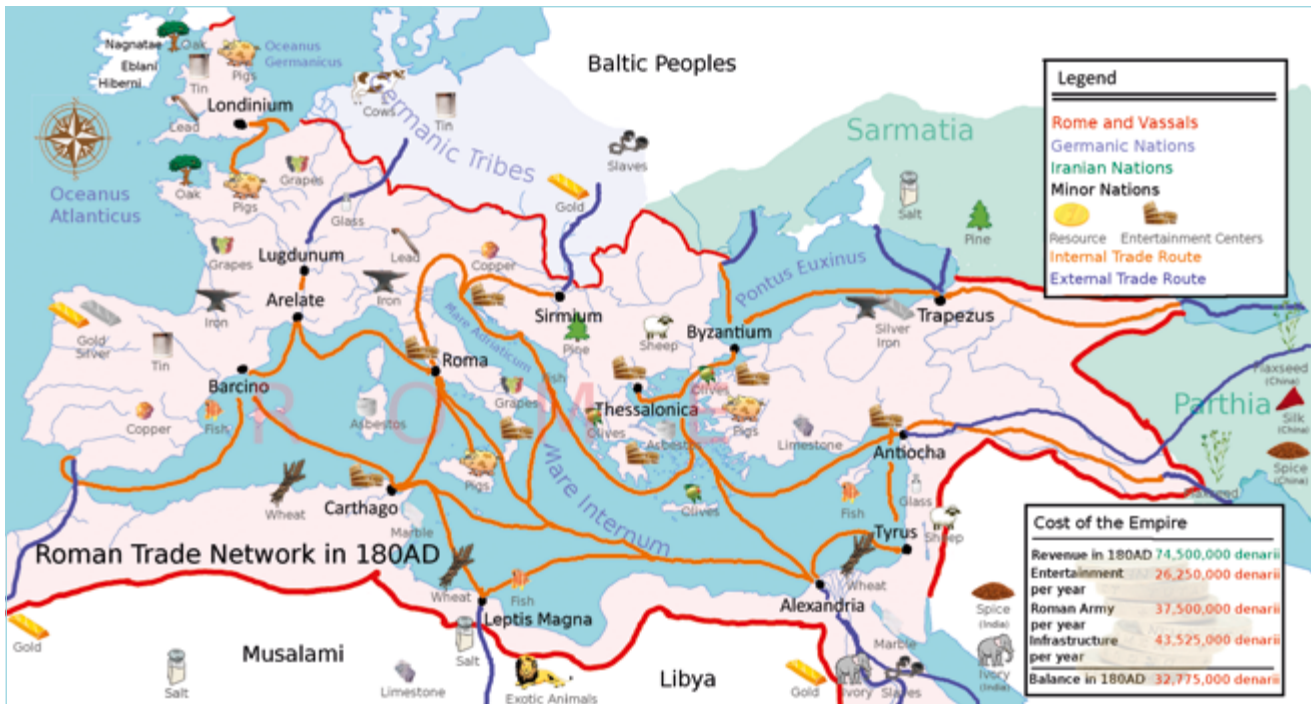 Nagnatae
Oak
Eblani
Hiberni
Pigs
Oceanus
Germanicus
Tin
Lead
Londinium
Oceanus
Atlanticus
Oak
Pigs
Grapes
Cows
Tin
Germanic Tribes
Slaves
Gold
Glass
Baltic Peoples
Sarmatia
Salt
Pine
Legend
Rome and Vassals
Germanic Nations
Iranian Nations
Minor Nations
Resource Entertainment Centers
Internal Trade Route
External Trade Route
Grapes
Lugdunum
Lead
Copper
Iron
Arelate
Iron
Gold
Silver
Tin
Barcino
Copper
Fish
Asbestos
Roma
Mare Adriaticum
Sirmium
Pine
Sheep
Fish
Grapes
Byzantium
Pontus Euxinus
Silver
Iron
Trapezus
Thessalonica
Olives
Olives
Asbestos
Pigs
Limestone
Olives
ROME
Pigs
Mare Internum
Antiocha
Glass
Fish
Tyrus
Sheep
Wheat
Alexandria
Marble
Flaxseed
(China)
Parthia
Silk
(China)
Spice
(China)
Flaxseed
Wheat
Carthago
Marble
Roman Trade Network in 180AD
Wheat
Fish
Leptis Magna
Salt
Gold
Musalami
Salt
Limestone
Exotic Animals
Libya
Gold
Ivory
Slaves
Spice
(India)
Ivory
(India)
Cost of the Empire
Revenue in 180AD 74,500,000 denarii
Entertainment 26,250,000 denarii
per year
Roman Army 37,500,000 denarii
per year
Infrastructure 43,525,000 denarii
per year
Balance in 180AD 32,775,000 denarii